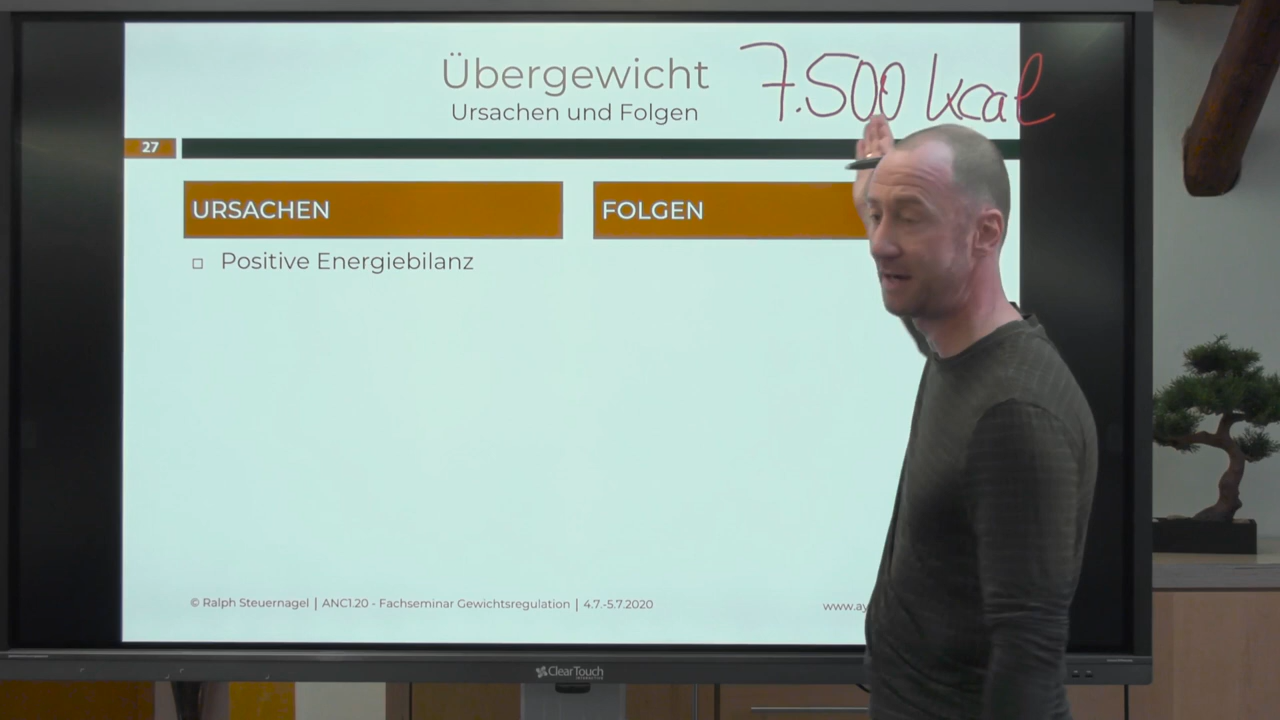 Übergewicht
7.500 kcal
Ursachen und Folgen
27
URSACHEN
FOLGEN
Positive Energiebilanz
© Ralph Steuernagel | ANC1.20 - Fachseminar Gewichtsregulation | 4.7.-5.7.2020
www.ay
ClearTouch
INTERACTIVE